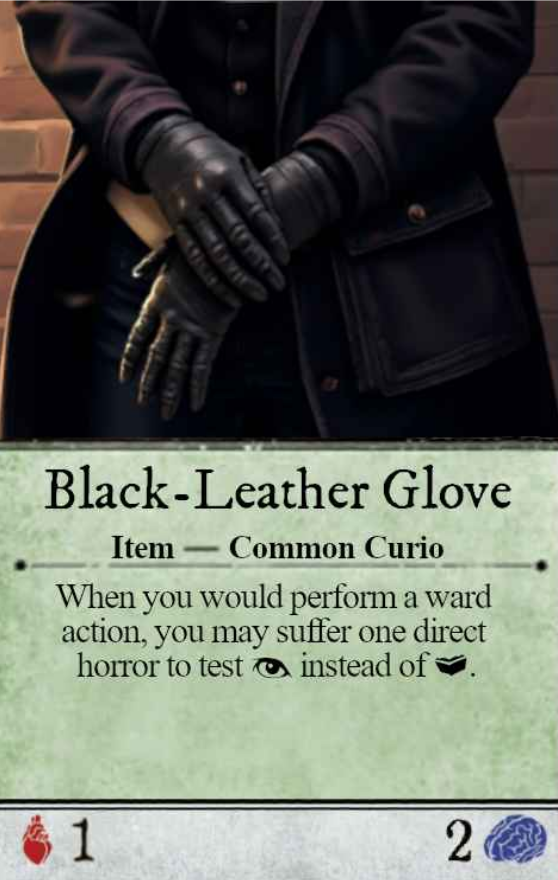 Black-Leather Glove
Item — Common Curio
When you would perform a ward
action, you may suffer one direct
horror to test instead of .
1 2